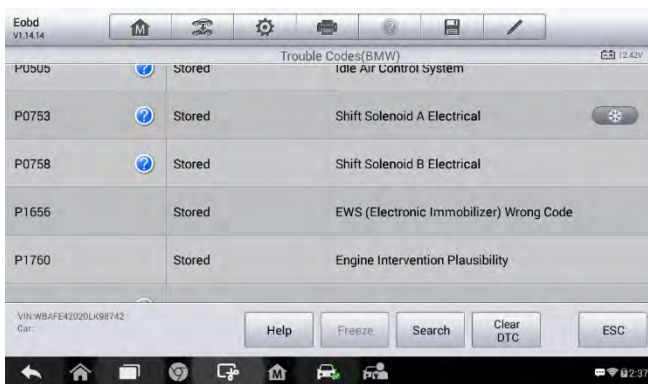 Eobd
V1.14.14
Trouble Codes(BMW) 12.42V
P0505 Stored Idle Air Control System
P0753 Stored Shift Solenoid A Electrical
P0758 Stored Shift Solenoid B Electrical
P1656 Stored EWS (Electronic Immobilizer) Wrong Code
P1760 Stored Engine Intervention Plausibility
VIN:WBAFE42020LK98742
Car:
Help Freeze Search Clear DTC ESC
2:37